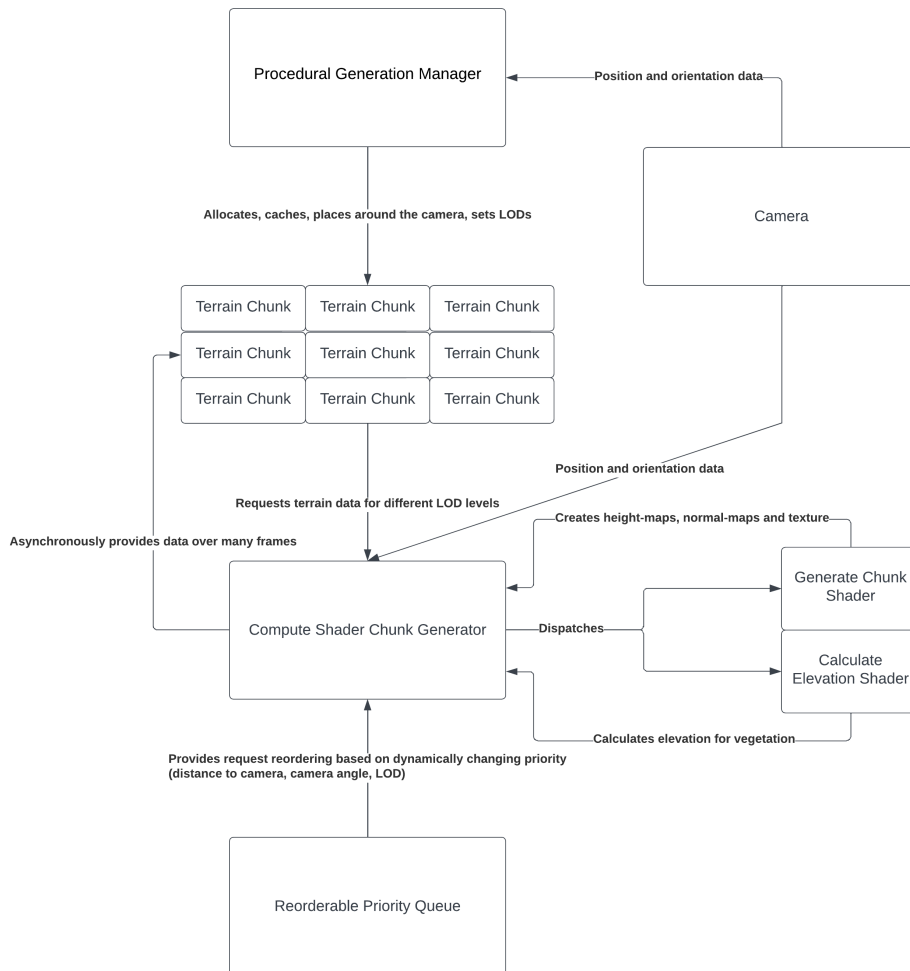 Procedural Generation Manager
Position and orientation data
Camera
Allocates, caches, places around the camera, sets LODs
Terrain Chunk
Terrain Chunk
Terrain Chunk
Terrain Chunk
Terrain Chunk
Terrain Chunk
Terrain Chunk
Terrain Chunk
Terrain Chunk
Position and orientation data
Requests terrain data for different LOD levels
Creates height-maps, normal-maps and texture
Asynchronously provides data over many frames
Generate Chunk
Shader
Compute Shader Chunk Generator
Dispatches
Calculate
Elevation Shader
Calculates elevation for vegetation
Provides request reordering based on dynamically changing priority
(distance to camera, camera angle, LOD)
Reorderable Priority Queue